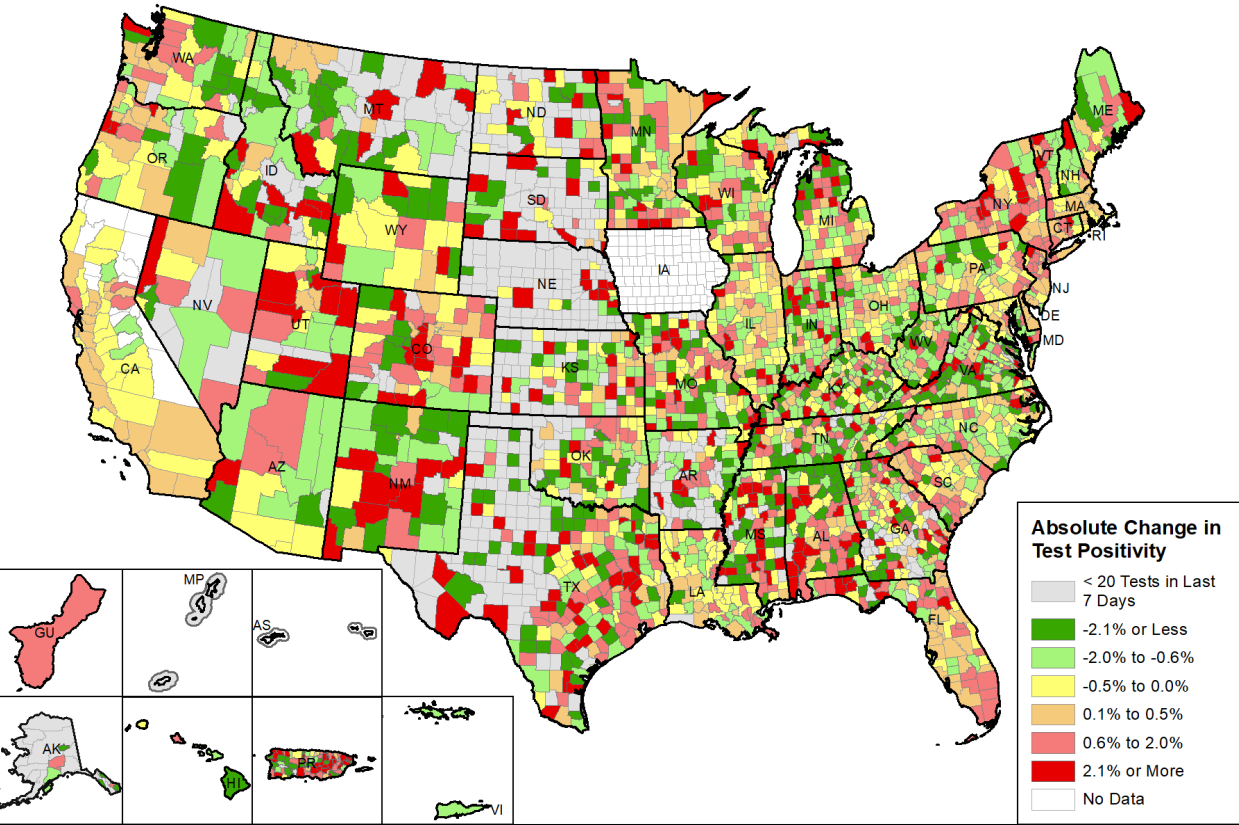 WA
MT
ND
MN
ME
OR
ID
SD
WI
VT
NH
NY
MA
CT
RI
WY
MI
IA
PA
NE
NV
UT
IL
IN
OH
NJ
DE
MD
CA
CO
KS
MO
WV
VA
KY
AZ
NM
OK
TN
NC
AR
SC
MS
AL
GA
TX
LA
FL
GU
MP
AS
AK
HI
PR
VI
Absolute Change in
Test Positivity
< 20 Tests in Last
7 Days
-2.1% or Less
-2.0% to -0.6%
-0.5% to 0.0%
0.1% to 0.5%
0.6% to 2.0%
2.1% or More
No Data